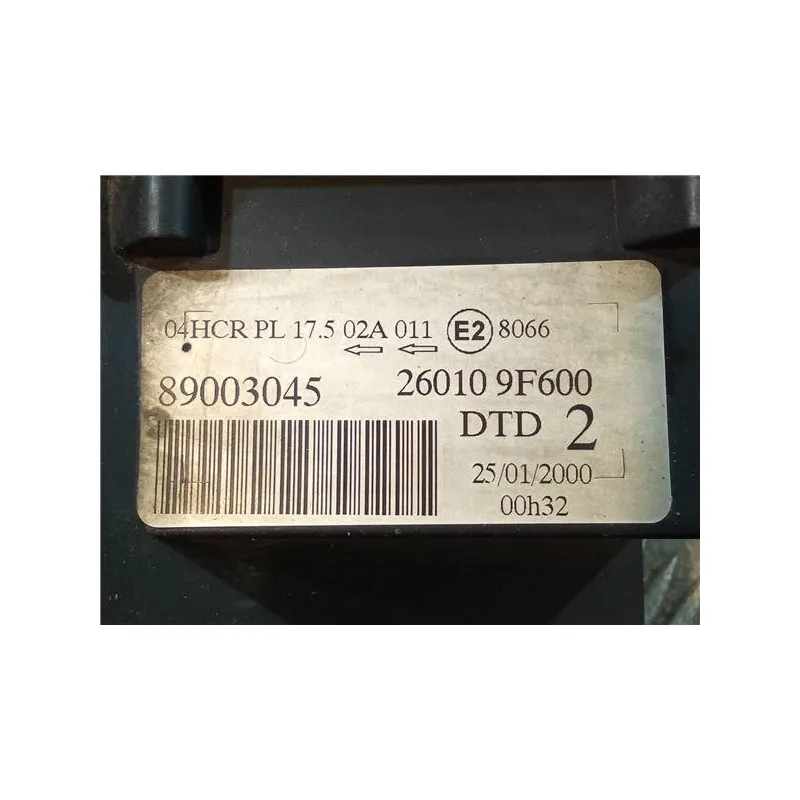 04HCR PL 17.5 02A 011 E2 8066
89003045 26010 9F600
DTD 2
25/01/2000
00h32